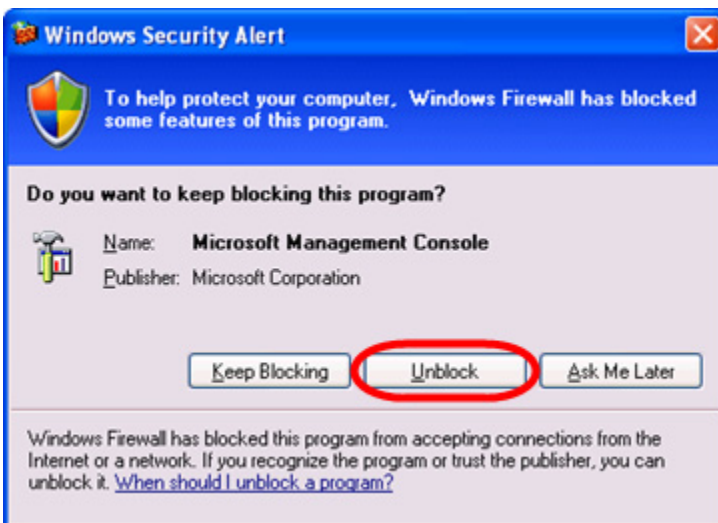 Windows Security Alert
To help protect your computer, Windows Firewall has blocked
some features of this program.
Do you want to keep blocking this program?
Name: Microsoft Management Console
Publisher: Microsoft Corporation
Keep Blocking Unblock Ask Me Later
Windows Firewall has blocked this program from accepting connections from the
Internet or a network. If you recognize the program or trust the publisher, you can
unblock it. When should I unblock a program?